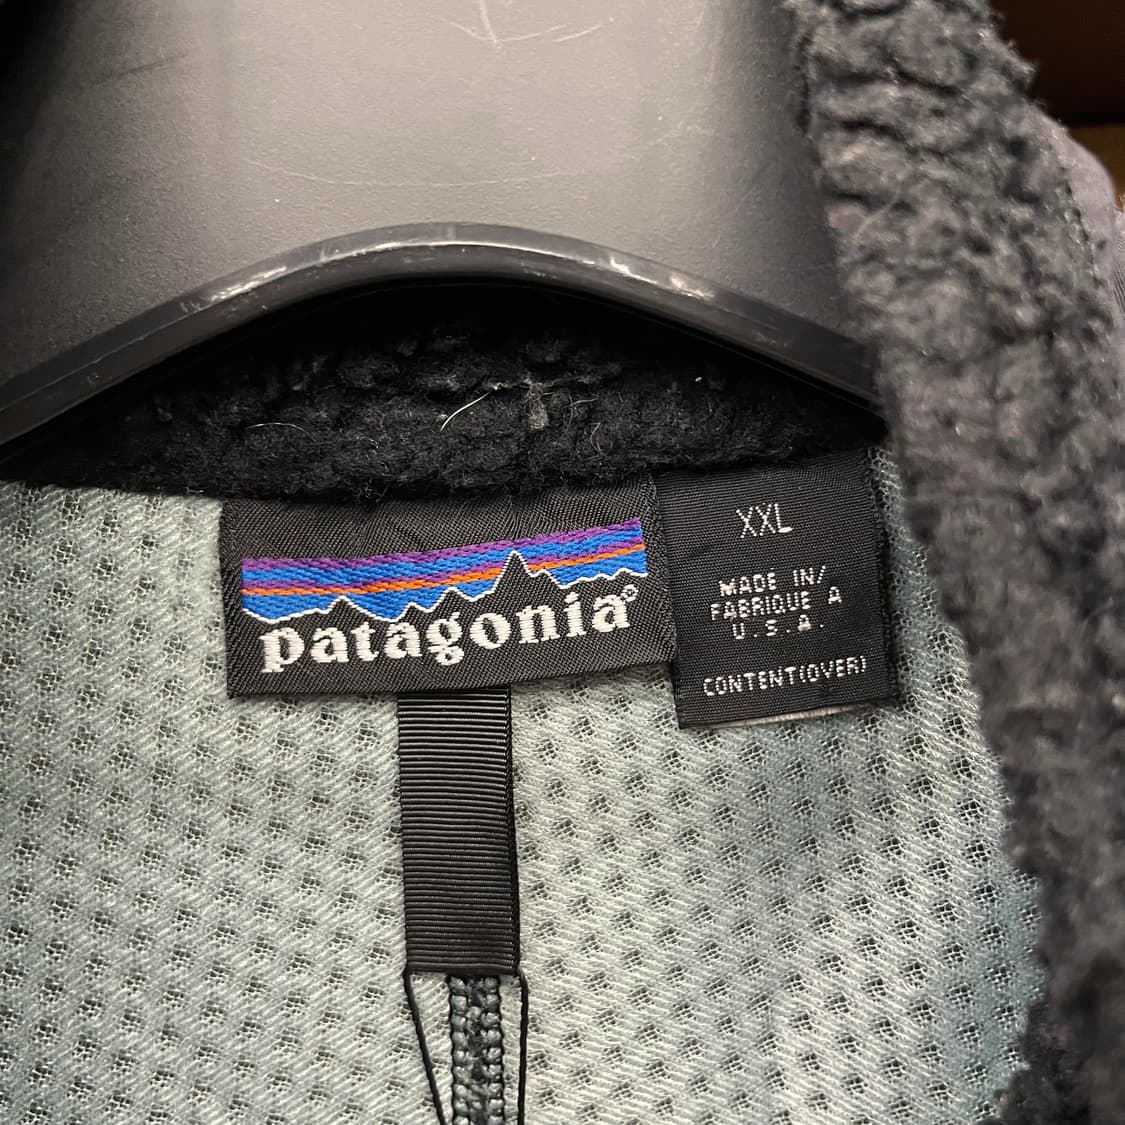 patagonia®
XXL
MADE IN/
FABRIQUE A
U.S.A.
CONTENT(OVER)